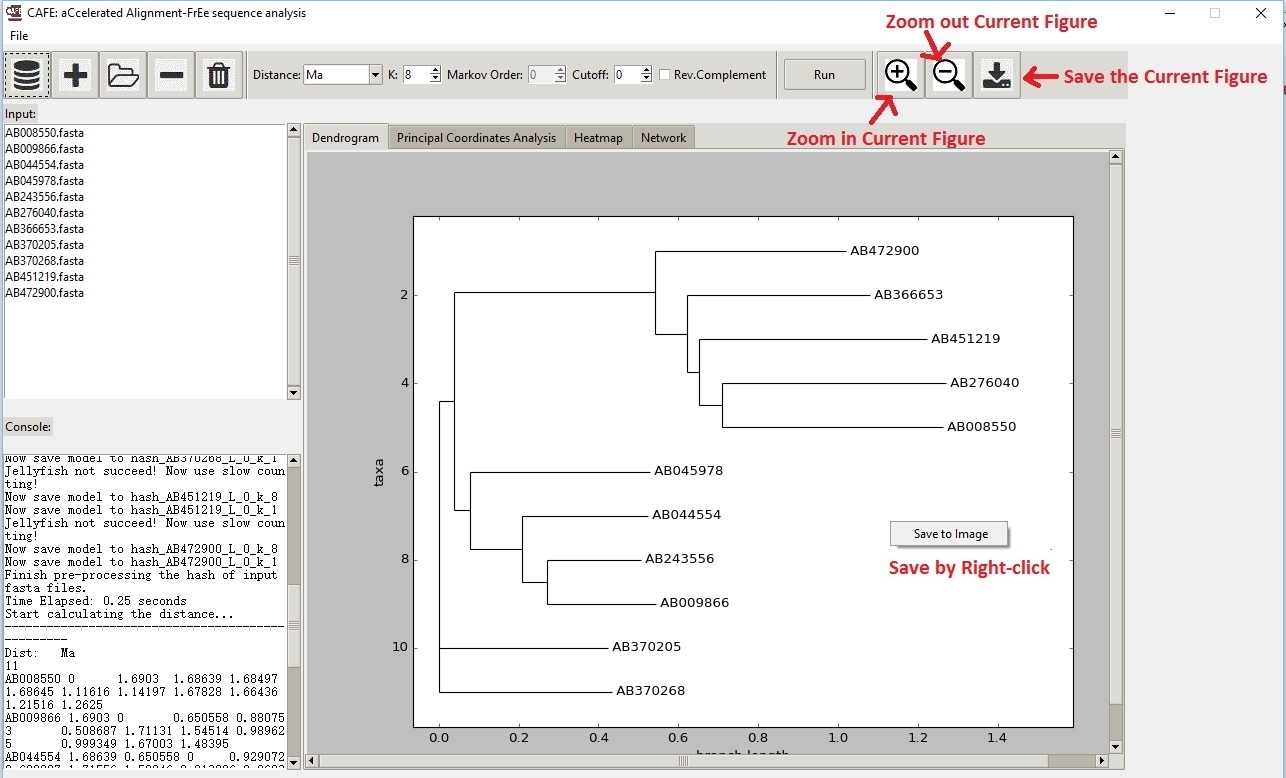 CAFE: aCcelerated Alignment-FrEe sequence analysis
File
Zoom out Current Figure
Distance: Ma K: 8 Markov Order: 0 Cutoff: 0 Rev.Compement Run
Save the Current Figure
Zoom in Current Figure
Input:
AB008550.fasta
AB009866.fasta
AB044554.fasta
AB045978.fasta
AB243556.fasta
AB276040.fasta
AB366653.fasta
AB370205.fasta
AB370268.fasta
AB451219.fasta
AB472900.fasta
Console:
Now save model to hash_AB370268_L_0_k_1
Jellyfish not succeed! Now use slow coun
ting!
Now save model to hash_AB451219_L_0_k_8
Now save model to hash_AB451219_L_0_k_1
Jellyfish not succeed! Now use slow coun
ting!
Now save model to hash_AB472900_L_0_k_8
Now save model to hash_AB472900_L_0_k_1
Finish pre-processing the hash of input
fasta files.
Time Elapsed: 0.25 seconds
Start calculating the distance...
----------------------------------------
---------
Dist: Ma
11
AB008550 0 1.6903 1.68639 1.68497
1.68645 1.11616 1.14197 1.67828 1.66436
1.21516 1.2625
AB009866 1.6903 0 0.650558 0.88075
3 0.508687 1.71131 1.54514 0.98962
5 0.999349 1.67003 1.48395
AB044554 1.68639 0.650558 0 0.929072
Dendrogram Principal Coordinates Analysis Heatmap Network
AB472900
2 AB366653
AB451219
4 AB276040
AB008550
taxa
6 AB045978
AB044554
8 AB243556
AB009866
10 AB370205
AB370268
0.0 0.2 0.4 0.6 0.8 1.0 1.2 1.4
branch length
Save to Image
Save by Right-click